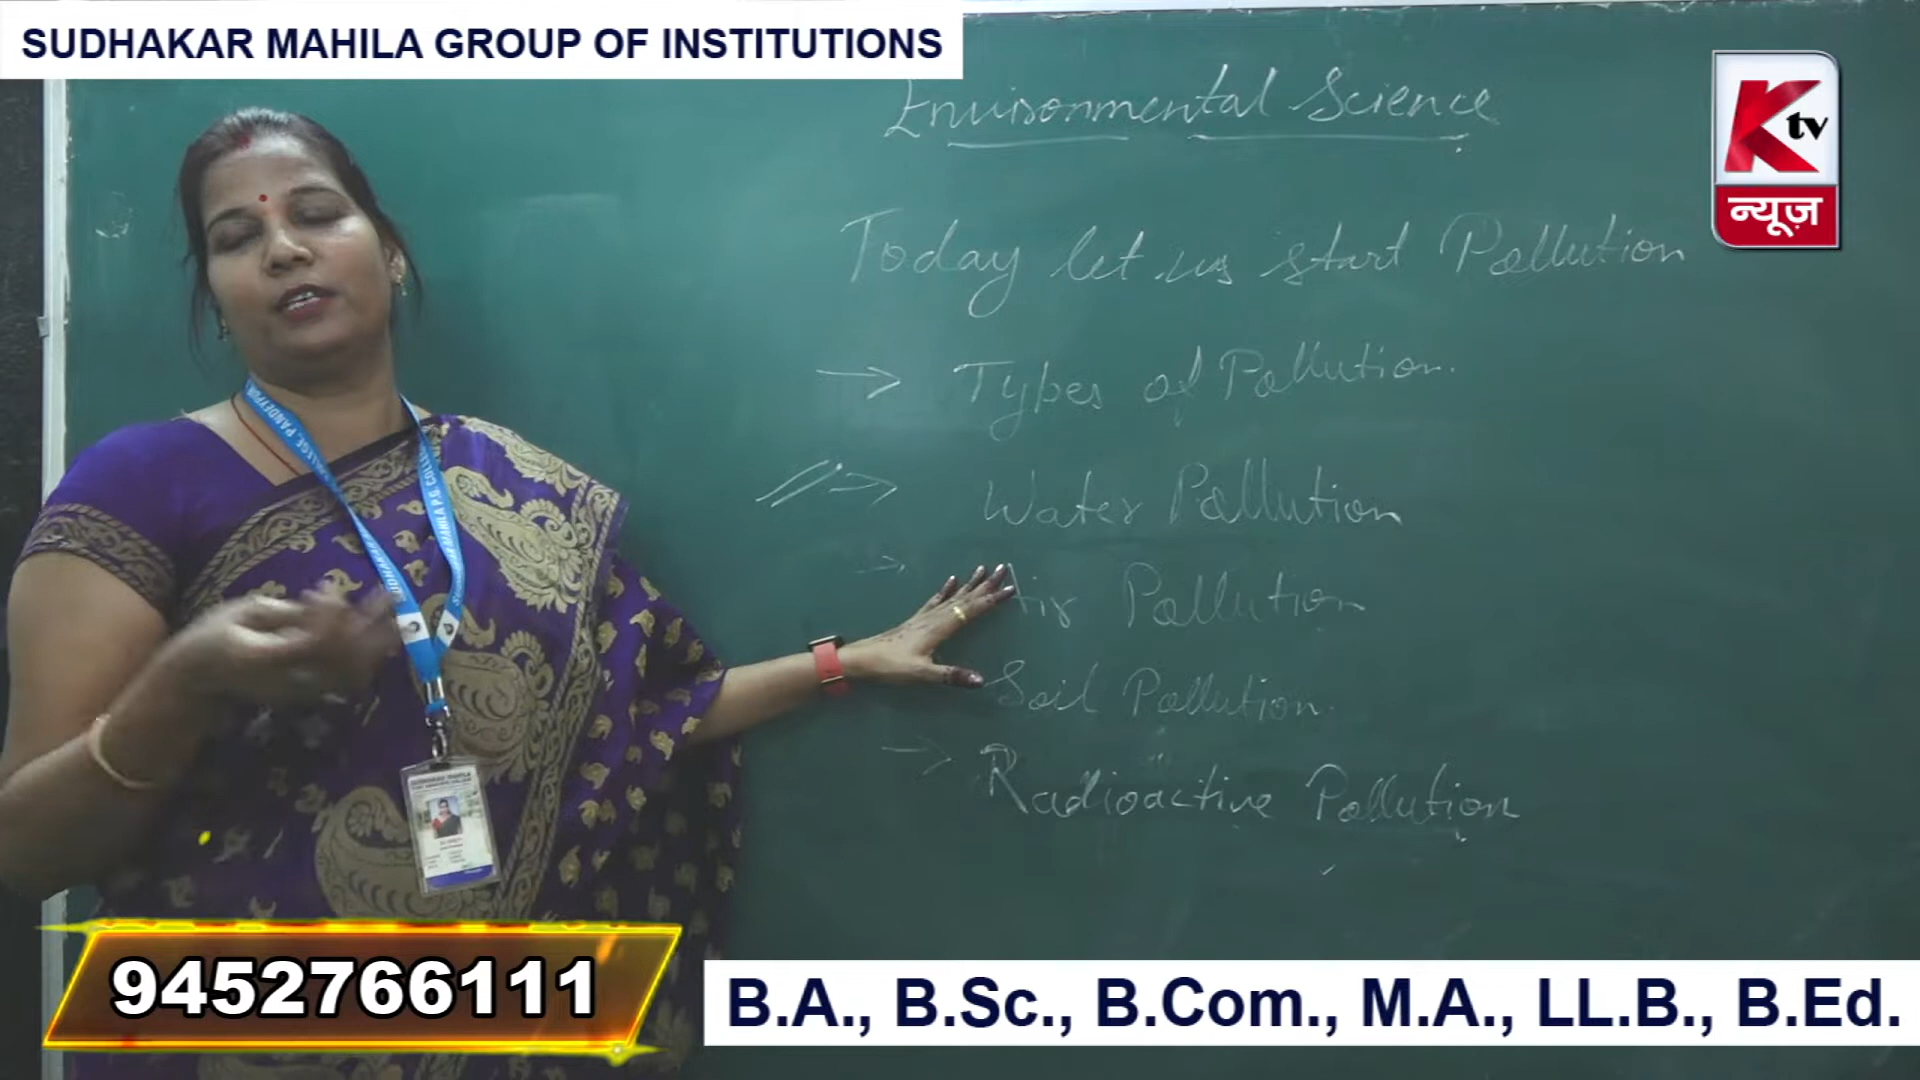 SUDHAKAR MAHILA GROUP OF INSTITUTIONS
K tv
न्यूज़
Environmental Science
Today let us start Pollution
→ Types of Pollution.
→ Water Pollution
→ Air Pollution
Soil Pollution.
→ Radioactive Pollution
9452766111
B.A., B.Sc., B.Com., M.A., LL.B., B.Ed.